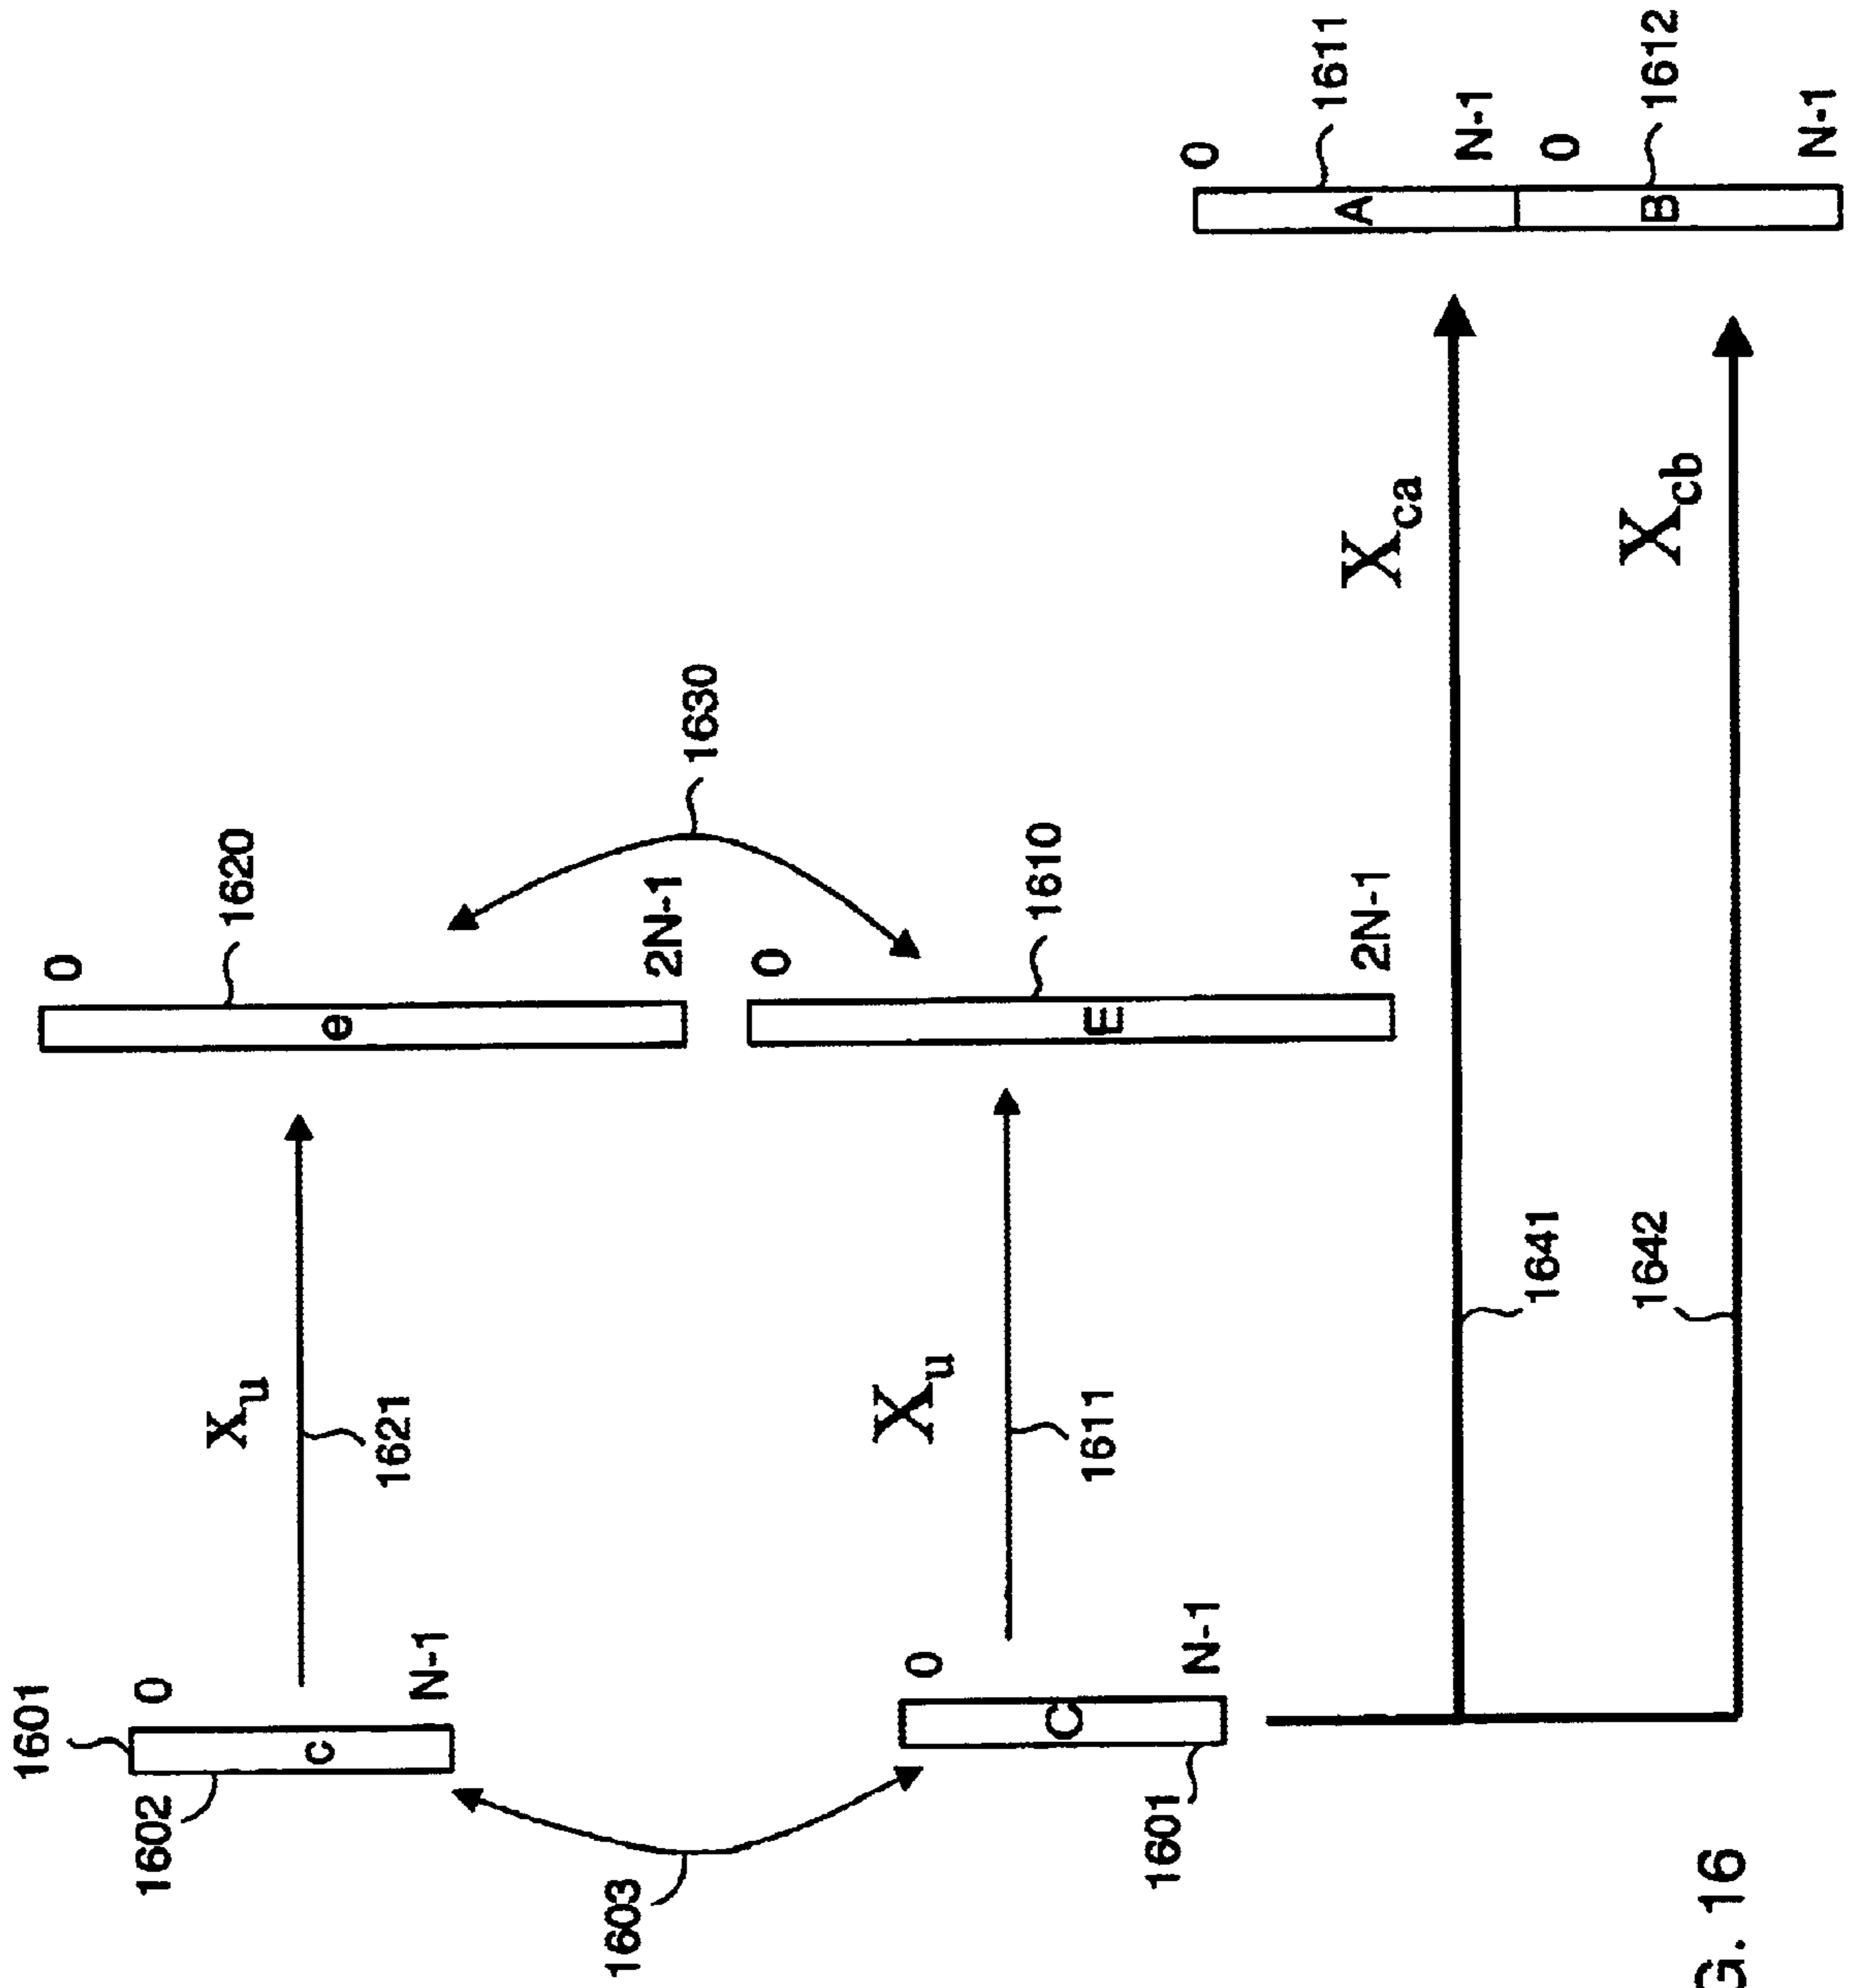 1601
1602
c
0
N-1
x_u
1621
e
0
2N-1
1620
1603
1630
1601
C
0
N-1
X_u
1611
E
0
2N-1
1610
X_ca
1641
X_cb
1642
A
0
N-1
1611
B
0
N-1
1612
G. 16